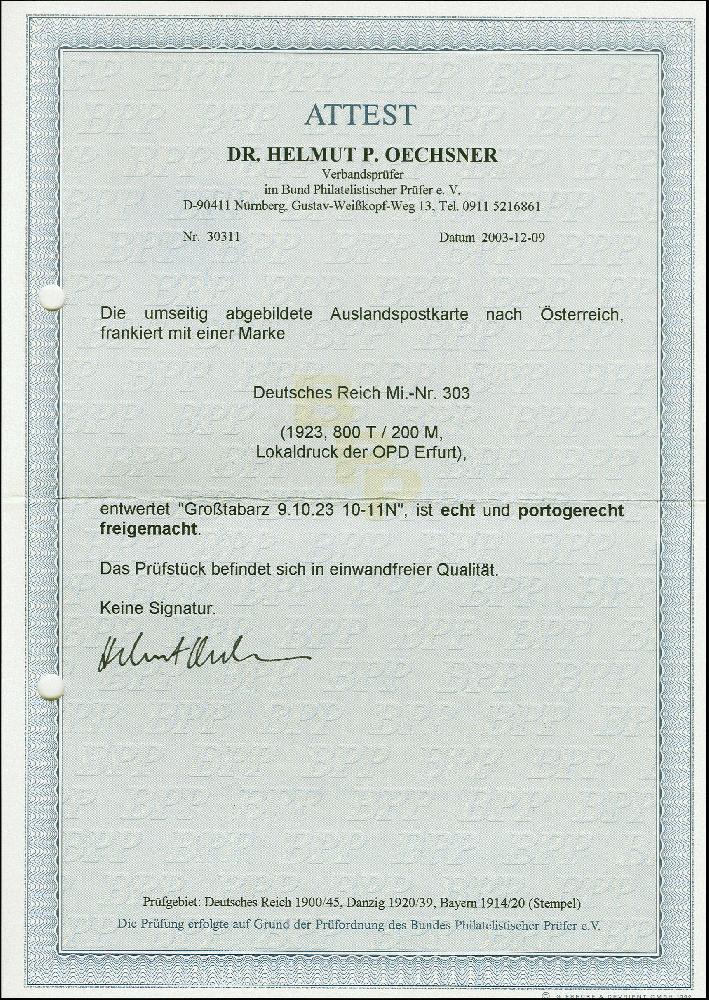 ATTEST
DR. HELMUT P. OECHSNER
Verbandsprüfer
im Bund Philatelistischer Prüfer e. V.
D-90411 Nürnberg, Gustav-Weißkopf-Weg 13, Tel. 0911 5216861
Nr. 30311 Datum 2003-12-09
Die umseitig abgebildete Auslandspostkarte nach Österreich,
frankiert mit einer Marke
Deutsches Reich Mi.-Nr. 303
(1923, 800 T / 200 M,
Lokaldruck der OPD Erfurt),
entwertet "Großtabarz 9.10.23 10-11N", ist echt und portogerecht
freigemacht.
Das Prüfstück befindet sich in einwandfreier Qualität.
Keine Signatur.
Prüfgebiet: Deutsches Reich 1900/45, Danzig 1920/39, Bayern 1914/20 (Stempel)
Die Prüfung erfolgte auf Grund der Prüfordnung des Bundes Philatelistischer Prüfer e.V.